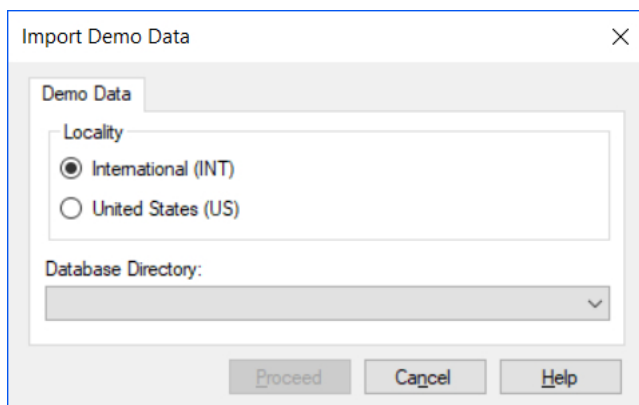 Import Demo Data
Demo Data
Locality
International (INT)
United States (US)
Database Directory:
Proceed Cancel Help